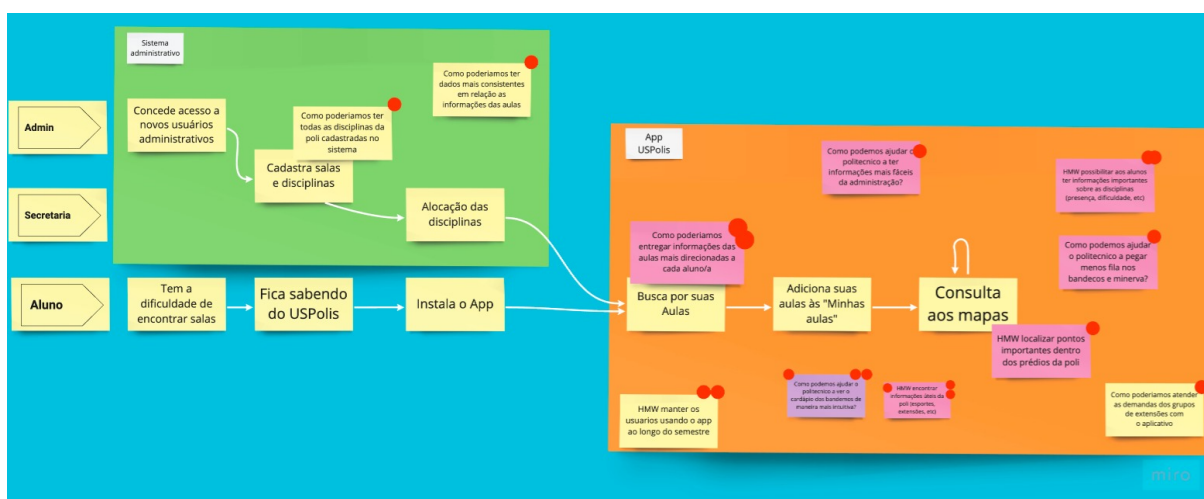 Sistema
administrativo
Como poderiamos ter
dados mais consistentes
em relação as
informações das aulas
Admin
Concede acesso a
novos usuários
administrativos
Como poderiamos ter
todas as disciplinas da
poli cadastradas no
sistema
Cadastra salas
e disciplinas
Secretaria
Alocação das
disciplinas
Aluno
Tem a
dificuldade de
encontrar salas
Fica sabendo
do USPolis
Instala o App
App
USPolis
Como podemos ajudar o
politecnico a ter
informações mais fáceis
da administração?
HMW possibilitar aos alunos
ter informações importantes
sobre as disciplinas
(presença, dificuldade, etc)
Como poderiamos
entregar informações das
aulas mais direcionadas a
cada aluno/a
Como podemos ajudar
o politecnico a pegar
menos fila nos
bandecos e minerva?
Busca por suas
Aulas
Adiciona suas
aulas às "Minhas
aulas"
Consulta
aos mapas
HMW localizar pontos
importantes dentro
dos prédios da poli
HMW manter os
usuarios usando o app
ao longo do semestre
Como podemos ajudar o
politecnico a ver o
cardápio dos bandernos de
maneira mais intuitiva?
HMW encontrar
informações úteis da
poli (esportes,
extensões, etc)
Como poderiamos atender
as demandas dos grupos
de extensões com
o aplicativo
miro